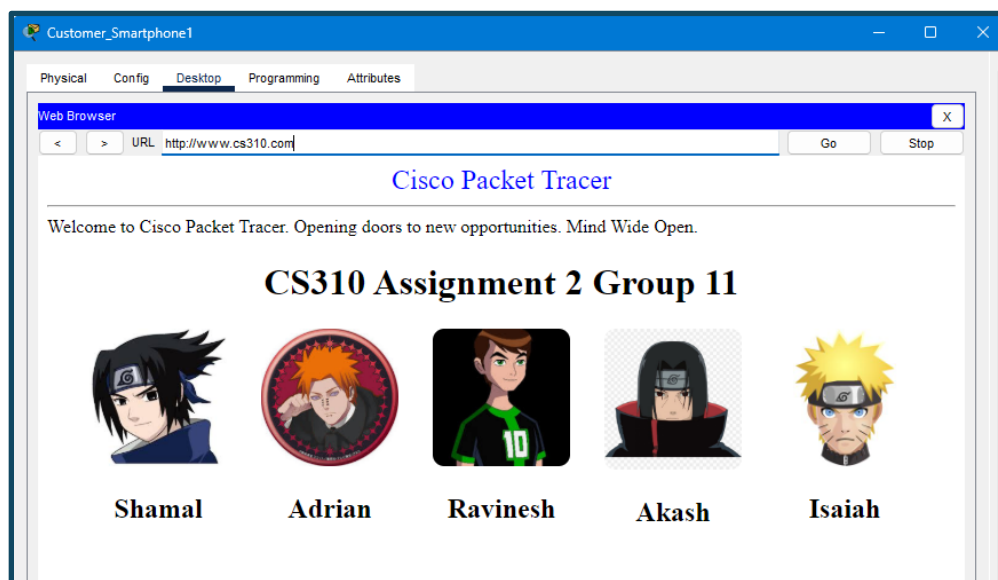 Customer_Smartphone1
Physical Config Desktop Programming Attributes
Web Browser X
< > URL http://www.cs310.com Go Stop
Cisco Packet Tracer
Welcome to Cisco Packet Tracer. Opening doors to new opportunities. Mind Wide Open.
CS310 Assignment 2 Group 11
10
Shamal Adrian Ravinesh Akash Isaiah